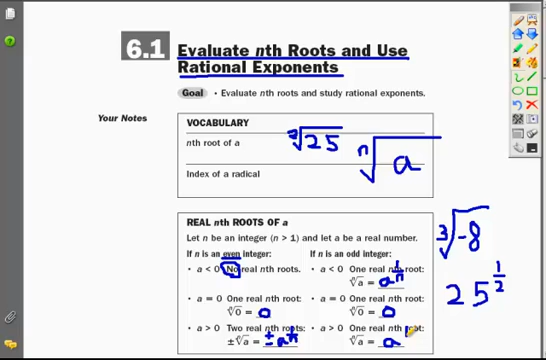 6.1 Evaluate nth Roots and Use
Rational Exponents
Goal • Evaluate nth roots and study rational exponents.
Your Notes
VOCABULARY
nth root of a
²√25
ⁿ√a
Index of a radical
REAL nth ROOTS OF a
Let n be an integer (n > 1) and let a be a real number.
If n is an even integer: If n is an odd integer:
• a < 0 No real nth roots. • a < 0 One real nth root:
ⁿ√a = a^(1/n)
• a = 0 One real nth root: • a = 0 One real nth root:
ⁿ√0 = 0 ⁿ√0 = 0
• a > 0 Two real nth roots: • a > 0 One real nth root:
±ⁿ√a = ±a^(1/n) ⁿ√a = a
³√-8
25^(1/2)